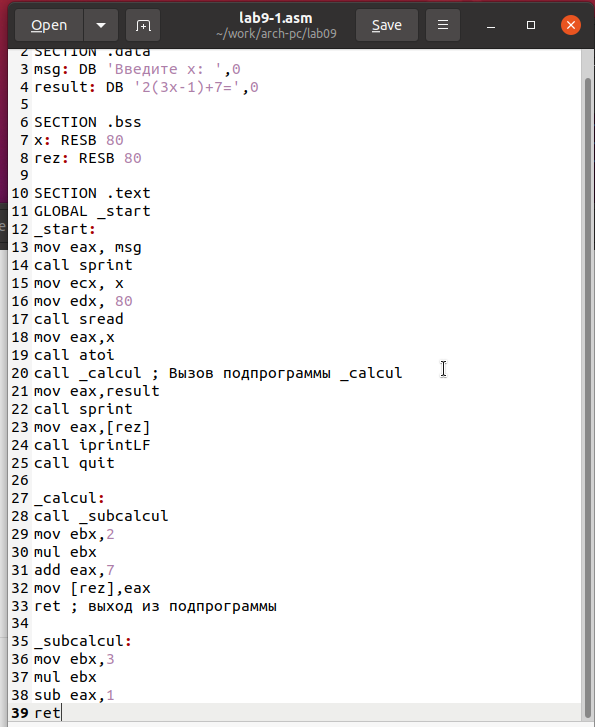 Open
lab9-1.asm
~/work/arch-pc/lab09
Save
2 SECTION .data
3 msg: DB 'Введите x: ',0
4 result: DB '2(3x-1)+7=',0
5
6 SECTION .bss
7 x: RESB 80
8 rez: RESB 80
9
10 SECTION .text
11 GLOBAL _start
12 _start:
13 mov eax, msg
14 call sprint
15 mov ecx, x
16 mov edx, 80
17 call sread
18 mov eax,x
19 call atoi
20 call _calcul ; Вызов подпрограммы _calcul
21 mov eax,result
22 call sprint
23 mov eax,[rez]
24 call iprintLF
25 call quit
26
27 _calcul:
28 call _subcalcul
29 mov ebx,2
30 mul ebx
31 add eax,7
32 mov [rez],eax
33 ret ; выход из подпрограммы
34
35 _subcalcul:
36 mov ebx,3
37 mul ebx
38 sub eax,1
39 ret